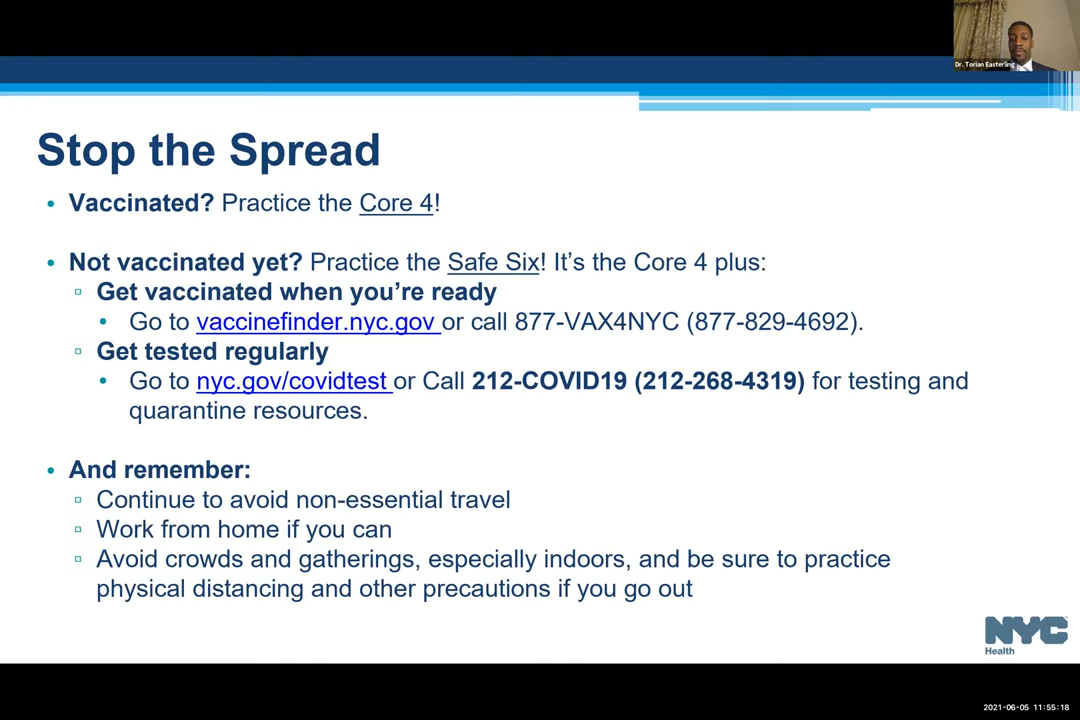 Dr. Torian Easterling
Stop the Spread
• Vaccinated? Practice the Core 4!
• Not vaccinated yet? Practice the Safe Six! It’s the Core 4 plus:
▫ Get vaccinated when you’re ready
• Go to vaccinefinder.nyc.gov or call 877-VAX4NYC (877-829-4692).
▫ Get tested regularly
• Go to nyc.gov/covidtest or Call 212-COVID19 (212-268-4319) for testing and
quarantine resources.
• And remember:
▫ Continue to avoid non-essential travel
▫ Work from home if you can
▫ Avoid crowds and gatherings, especially indoors, and be sure to practice
physical distancing and other precautions if you go out
NYC
Health
2021-06-05 11:55:18